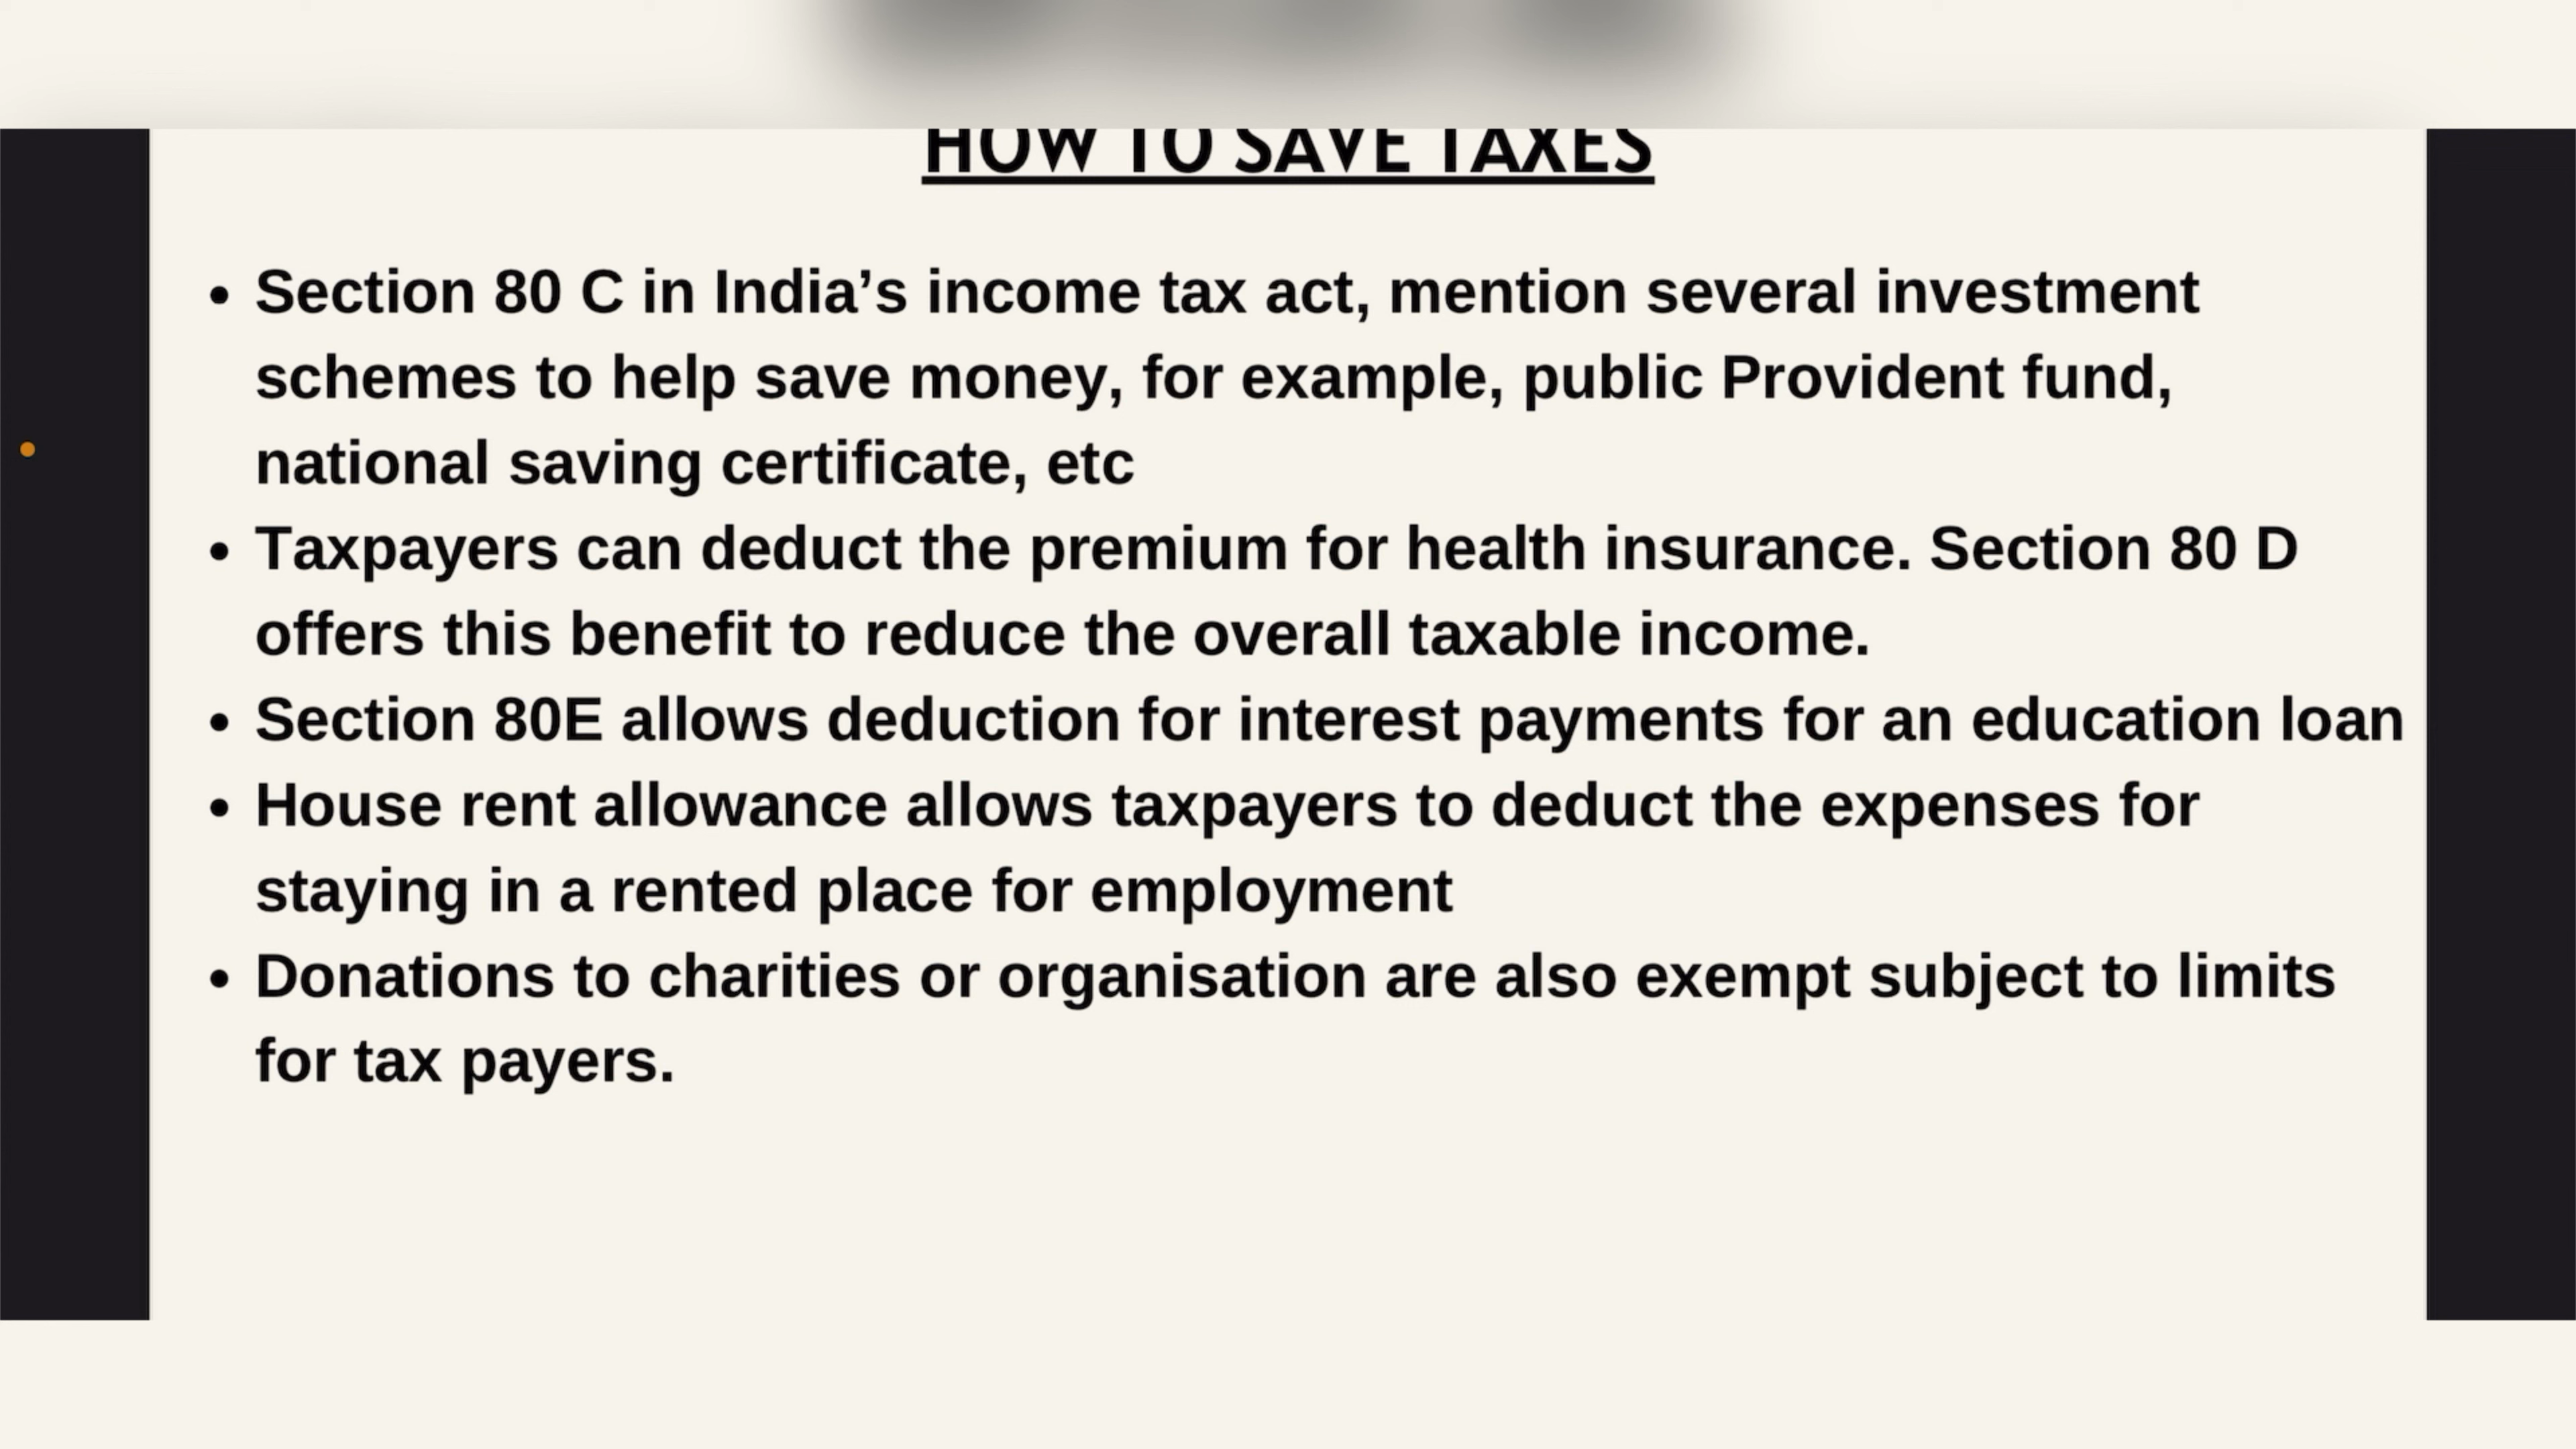 HOW TO SAVE TAXES
• Section 80 C in India’s income tax act, mention several investment
schemes to help save money, for example, public Provident fund,
national saving certificate, etc
• Taxpayers can deduct the premium for health insurance. Section 80 D
offers this benefit to reduce the overall taxable income.
• Section 80E allows deduction for interest payments for an education loan
• House rent allowance allows taxpayers to deduct the expenses for
staying in a rented place for employment
• Donations to charities or organisation are also exempt subject to limits
for tax payers.